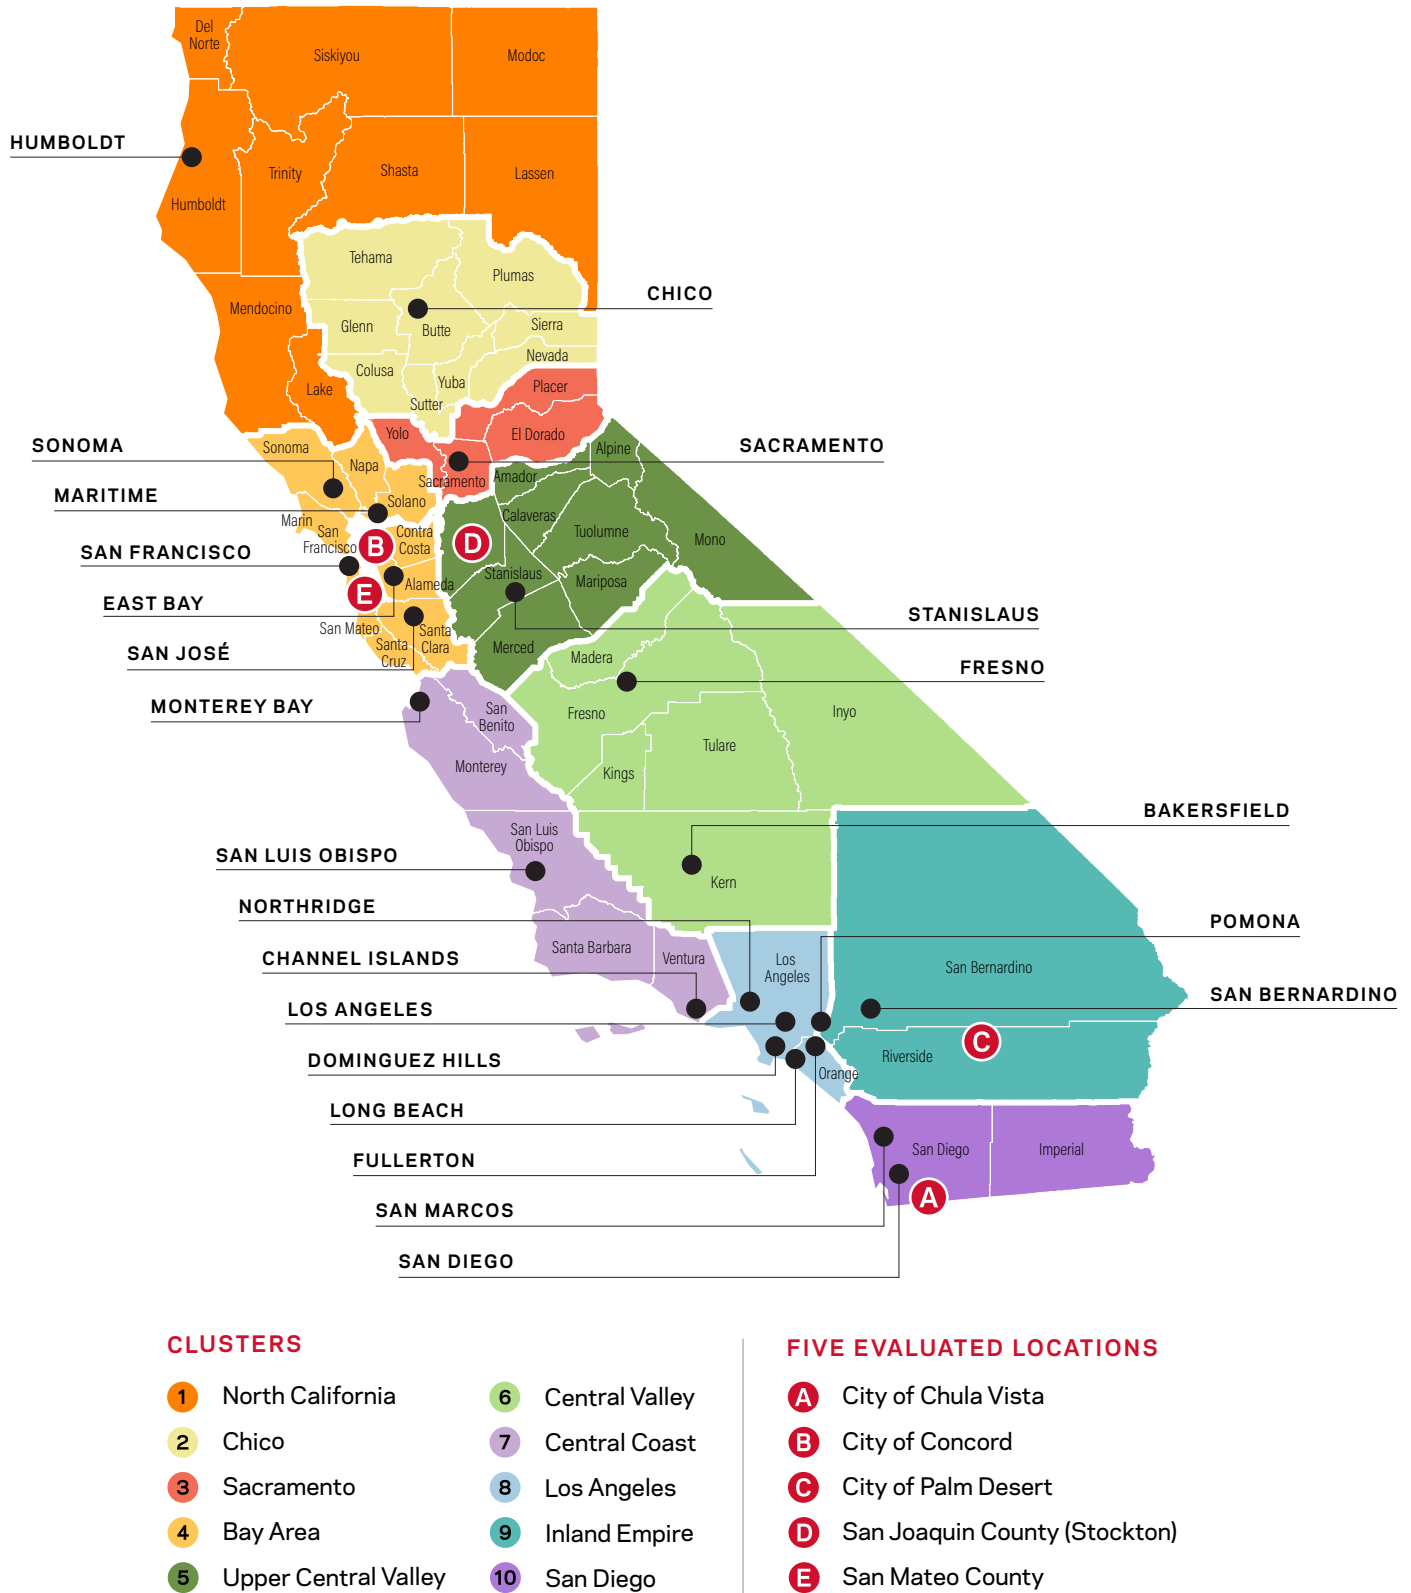 Del
Norte
Siskiyou
Modoc
HUMBOLDT
Trinity
Shasta
Lassen
Humboldt
Tehama
Plumas
CHICO
Mendocino
Glenn
Butte
Sierra
Nevada
Colusa
Yuba
Placer
Lake
Sutter
Yolo
El Dorado
SONOMA
Sonoma
Napa
SACRAMENTO
Alpine
Sacramento
Amador
MARITIME
Solano
Marin
San
Francisco
Contra
Costa
Calaveras
Tuolumne
Mono
B
D
SAN FRANCISCO
Alameda
Stanislaus
Mariposa
E
EAST BAY
San Mateo
Santa
Clara
STANISLAUS
SAN JOSÉ
Santa
Cruz
Merced
Madera
FRESNO
MONTEREY BAY
San
Benito
Fresno
Inyo
Tulare
Monterey
Kings
BAKERSFIELD
San Luis
Obispo
SAN LUIS OBISPO
Kern
NORTHRIDGE
POMONA
Santa Barbara
Ventura
Los
Angeles
San Bernardino
CHANNEL ISLANDS
SAN BERNARDINO
LOS ANGELES
C
Riverside
DOMINGUEZ HILLS
Orange
LONG BEACH
San Diego
Imperial
FULLERTON
A
SAN MARCOS
SAN DIEGO
CLUSTERS
1 North California
2 Chico
3 Sacramento
4 Bay Area
5 Upper Central Valley
6 Central Valley
7 Central Coast
8 Los Angeles
9 Inland Empire
10 San Diego
FIVE EVALUATED LOCATIONS
A City of Chula Vista
B City of Concord
C City of Palm Desert
D San Joaquin County (Stockton)
E San Mateo County